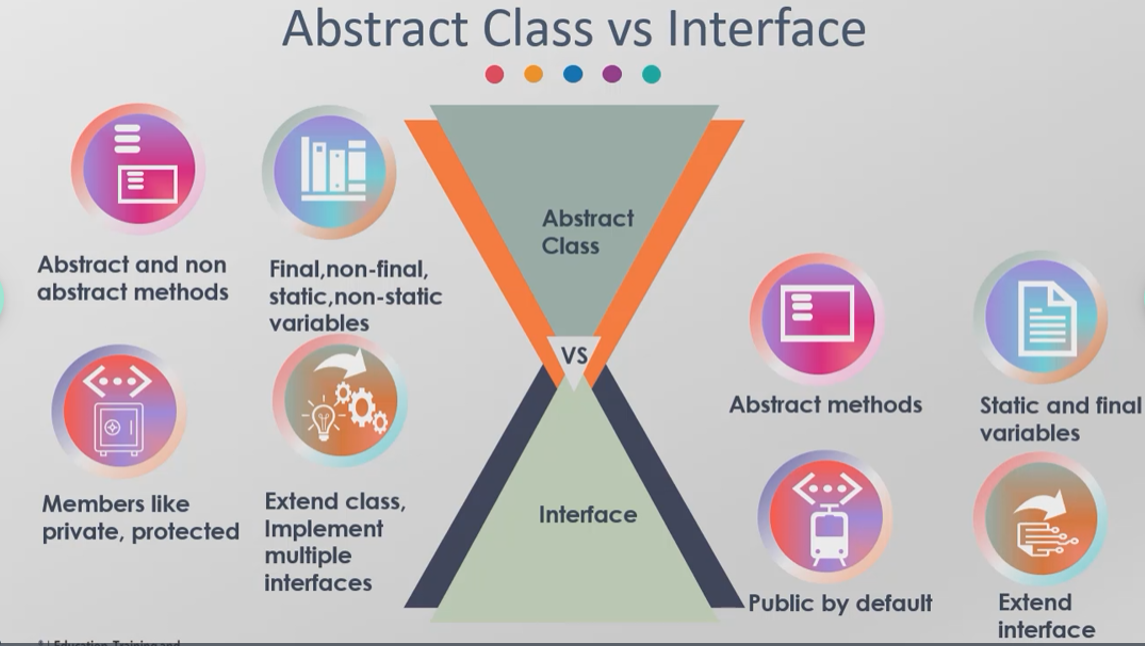 Abstract Class vs Interface
Abstract and non
abstract methods
Final,non-final,
static,non-static
variables
Members like
private, protected
Extend class,
Implement
multiple
interfaces
Abstract
Class
VS
Interface
Abstract methods
Static and final
variables
Public by default
Extend
interface